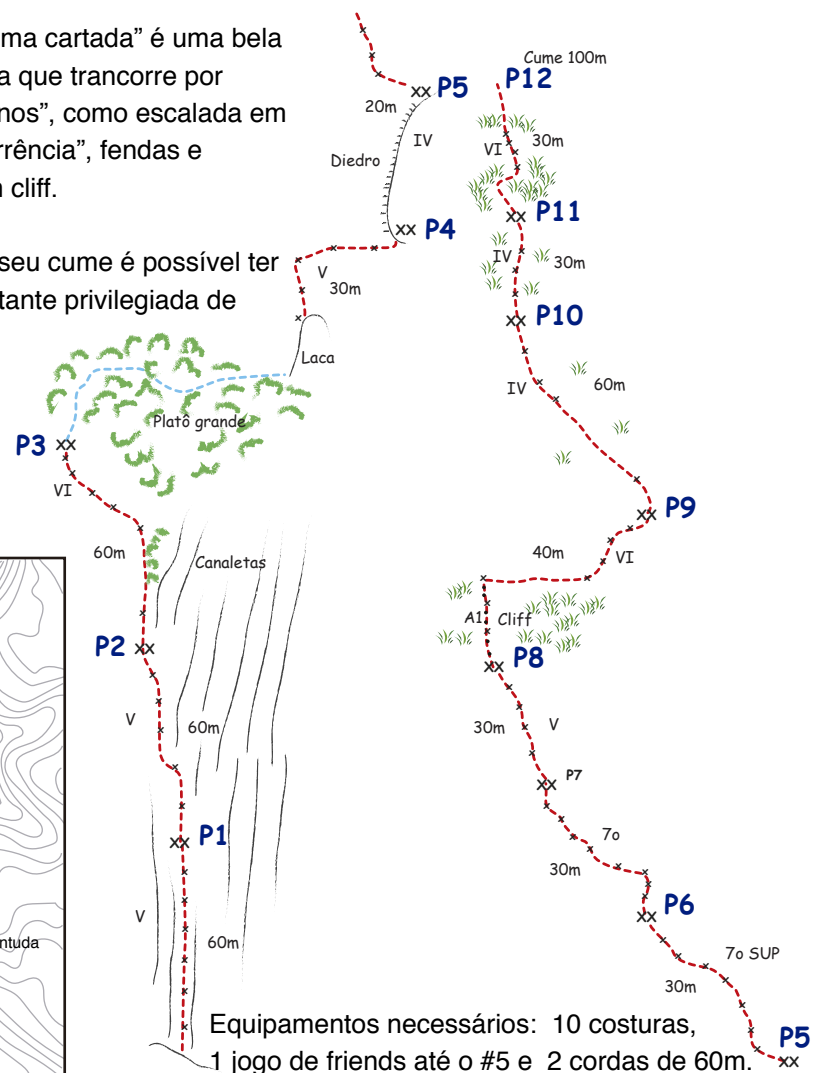 ma cartada” é uma bela
a que trancorre por
nos”, como escalada em
rrência”, fendas e
cliff.
seu cume é possível ter
tante privilegiada de
P5
20m
IV
Diedro
P4
V
30m
Laca
Platô grande
P3
VI
60m
Canaletas
P2
V
60m
P1
V
60m
ntuda
Cume 100m
P12
30m
VI
P11
IV
30m
P10
IV
60m
P9
40m
VI
A1
Cliff
P8
30m
V
P7
7o
30m
P6
7o SUP
30m
P5
Equipamentos necessários: 10 costuras,
1 jogo de friends até o #5 e 2 cordas de 60m.